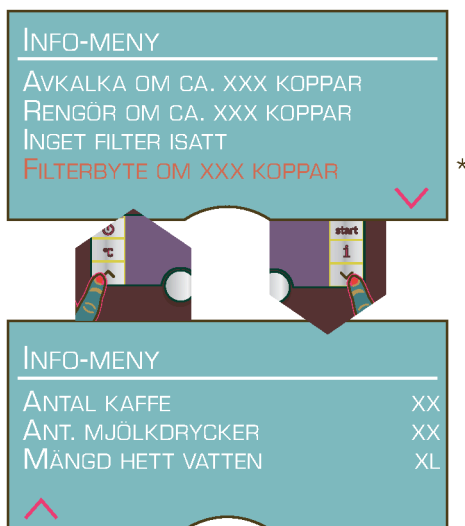 INFO-MENY
AVKALKA OM CA. XXX KOPPAR
RENGÖR OM CA. XXX KOPPAR
INGET FILTER ISATT
FILTERBYTE OM XXX KOPPAR *
°C
start
i
INFO-MENY
ANTAL KAFFE XX
ANT. MJÖLKDRYCKER XX
MÄNGD HETT VATTEN XL